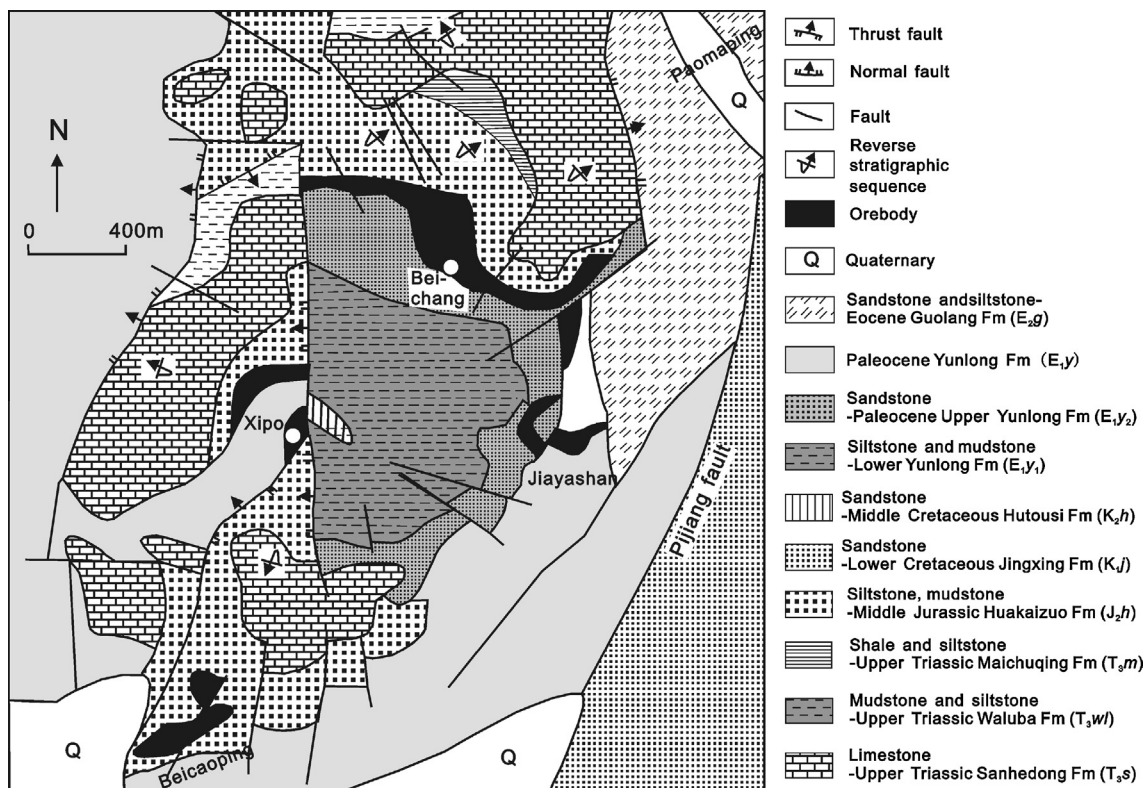 Paomaping
Q
N
0 400m
Bei-
chang
Xipo
Jiayashan
Pijiang fault
Q
Beicaoping
Q
Thrust fault
Normal fault
Fault
Reverse
stratigraphic
sequence
Orebody
Q
Quaternary
Sandstone andsiltstone-
Eocene Guolang Fm (E₂g)
Paleocene Yunlong Fm (E₁y)
Sandstone
-Paleocene Upper Yunlong Fm (E₁y₂)
Siltstone and mudstone
-Lower Yunlong Fm (E₁y₁)
Sandstone
-Middle Cretaceous Hutousi Fm (K₂h)
Sandstone
-Lower Cretaceous Jingxing Fm (K₁j)
Siltstone, mudstone
-Middle Jurassic Huakaizuo Fm (J₂h)
Shale and siltstone
-Upper Triassic Maichuqing Fm (T₃m)
Mudstone and siltstone
-Upper Triassic Waluba Fm (T₃wl)
Limestone
-Upper Triassic Sanhedong Fm (T₃s)